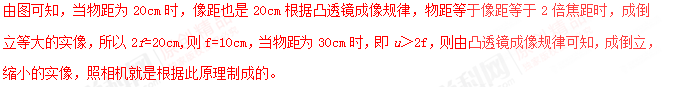 由图可知，当物距为 20cm 时，像距也是 20cm 根据凸透镜成像规律，物距等于像距等于 2 倍焦距时，成倒
立等大的实像，所以 2f=20cm,则 f=10cm，当物距为 30cm 时，即 u＞2f，则由凸透镜成像规律可知，成倒立，
缩小的实像，照相机就是根据此原理制成的。